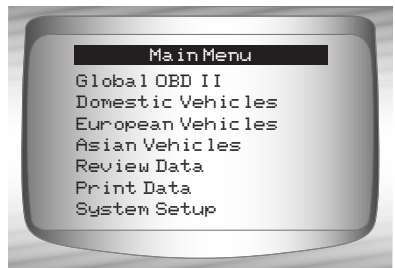 Main Menu
Global OBD II
Domestic Vehicles
European Vehicles
Asian Vehicles
Review Data
Print Data
System Setup